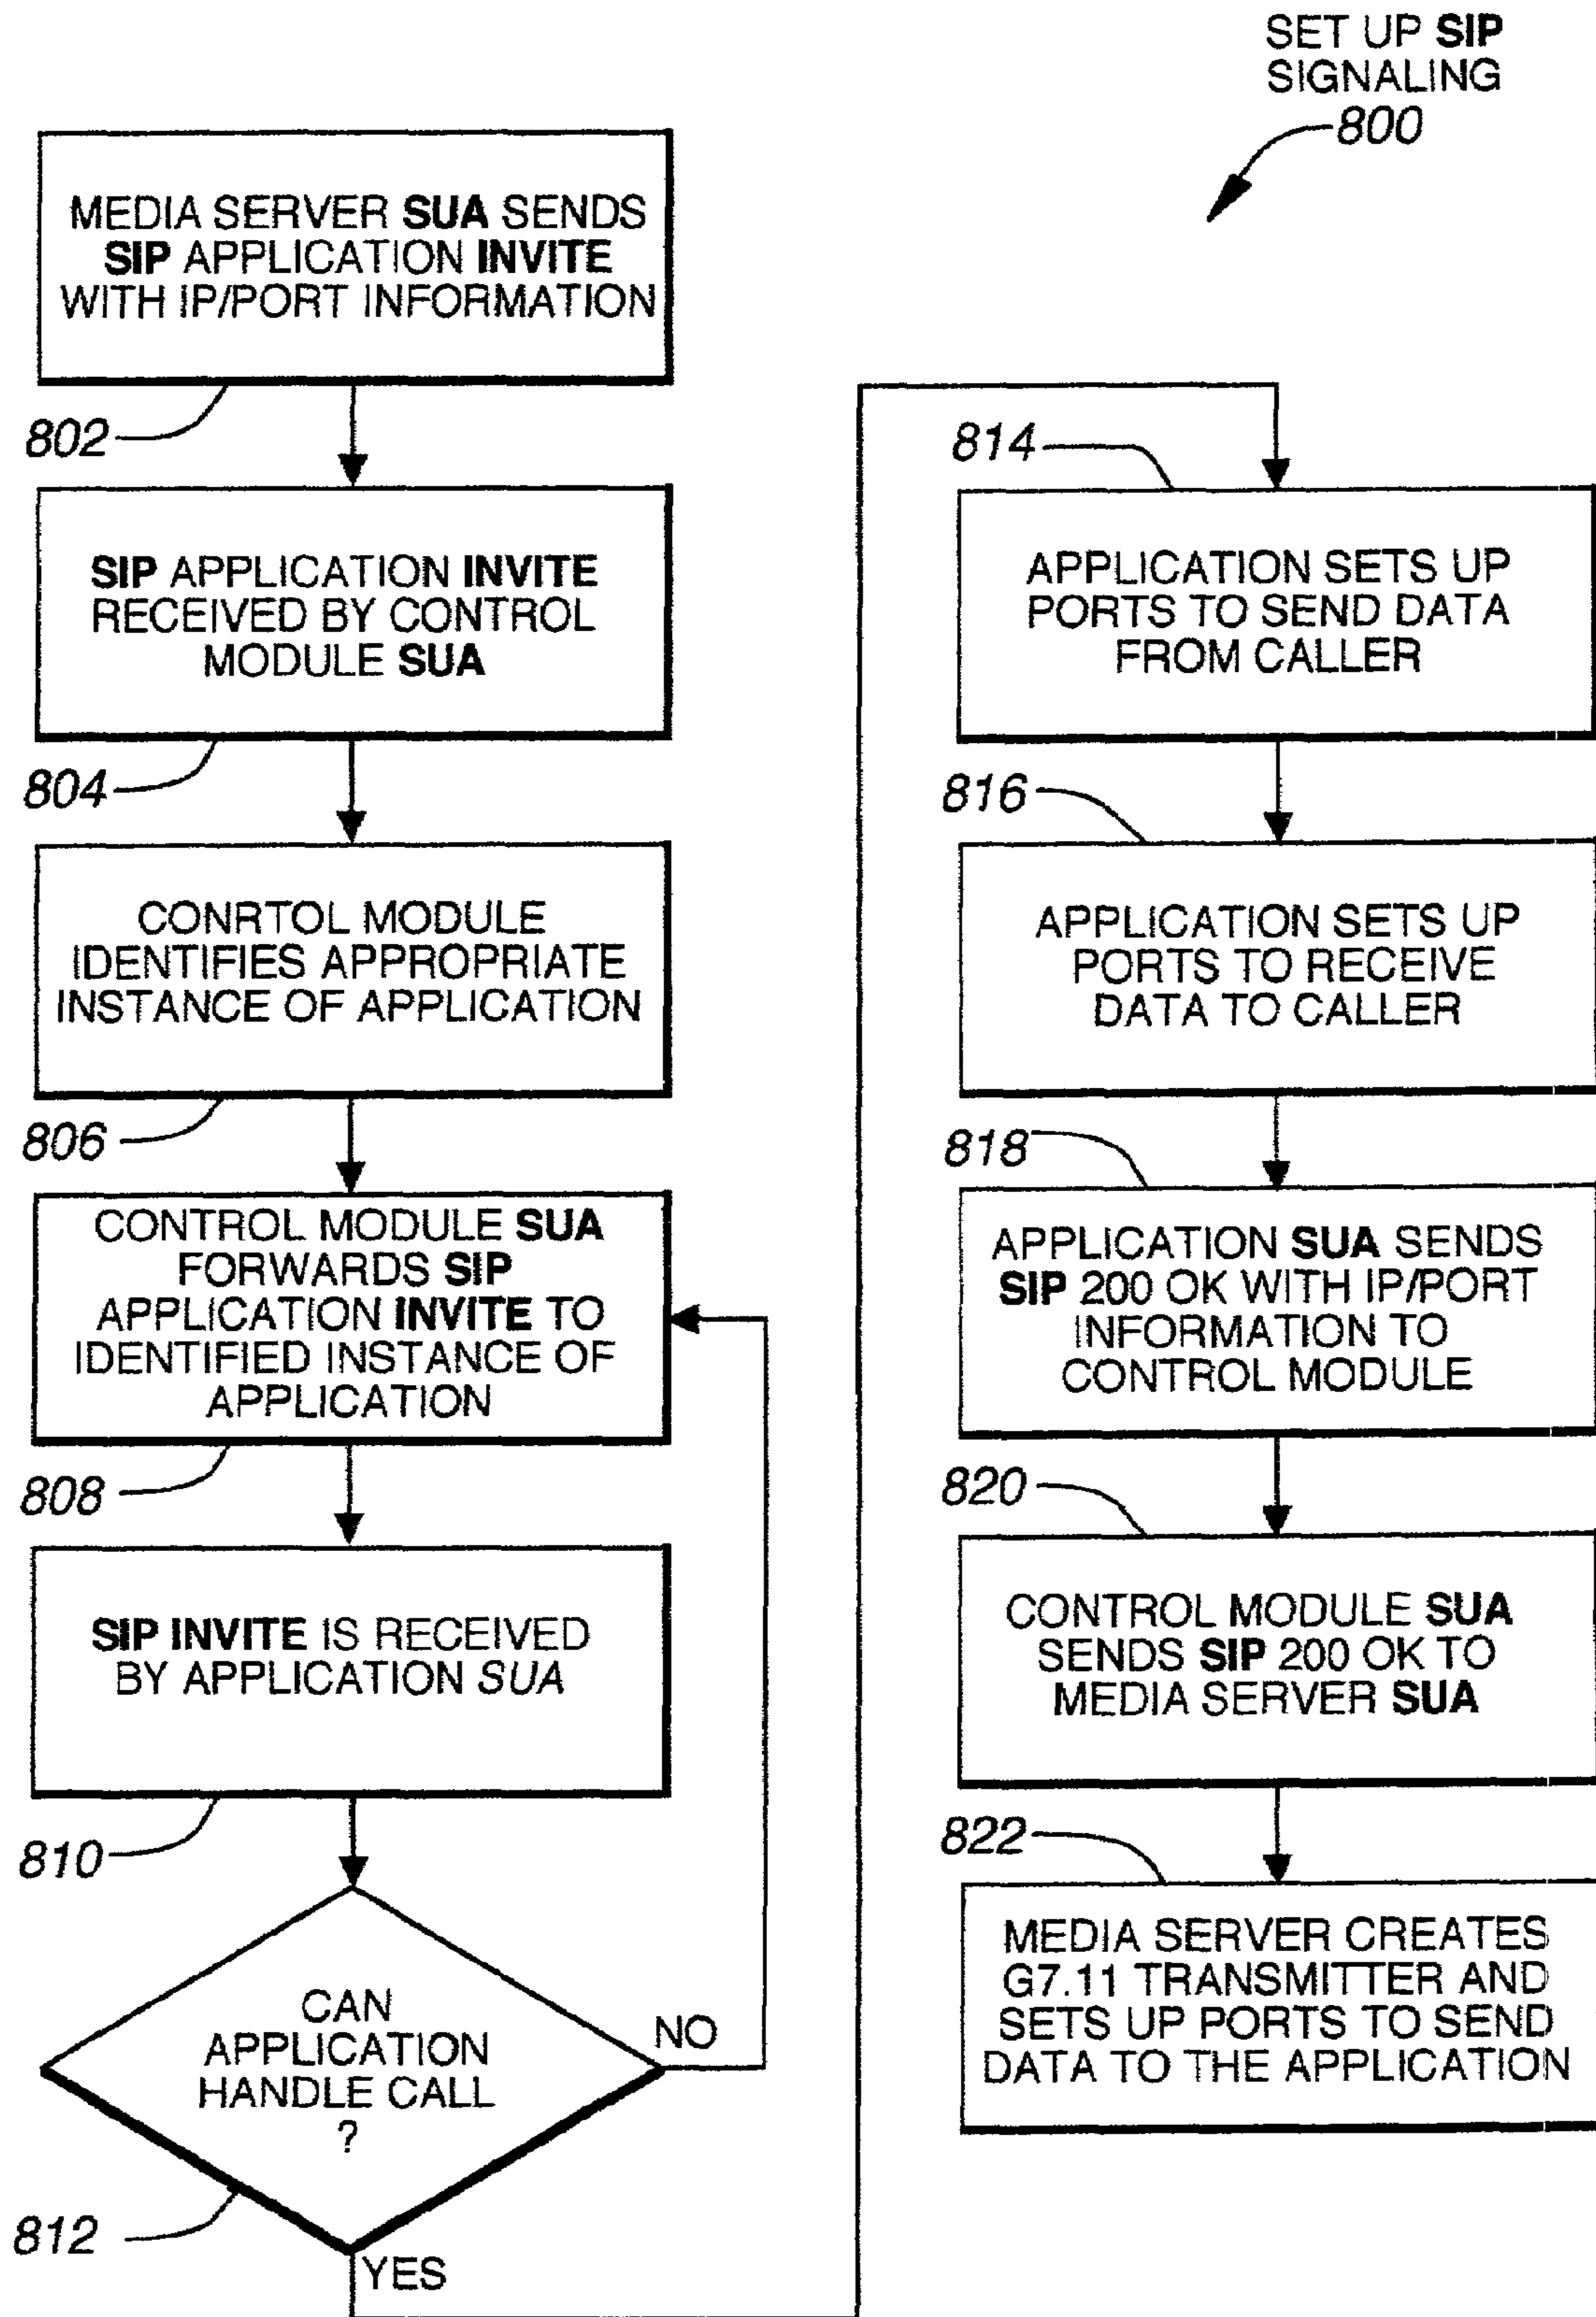 SET UP SIP
SIGNALING
800
MEDIA SERVER SUA SENDS
SIP APPLICATION INVITE
WITH IP/PORT INFORMATION
802
SIP APPLICATION INVITE
RECEIVED BY CONTROL
MODULE SUA
804
CONRTOL MODULE
IDENTIFIES APPROPRIATE
INSTANCE OF APPLICATION
806
CONTROL MODULE SUA
FORWARDS SIP
APPLICATION INVITE TO
IDENTIFIED INSTANCE OF
APPLICATION
808
SIP INVITE IS RECEIVED
BY APPLICATION SUA
810
CAN
APPLICATION
HANDLE CALL
?
NO
812
YES
814
APPLICATION SETS UP
PORTS TO SEND DATA
FROM CALLER
816
APPLICATION SETS UP
PORTS TO RECEIVE
DATA TO CALLER
818
APPLICATION SUA SENDS
SIP 200 OK WITH IP/PORT
INFORMATION TO
CONTROL MODULE
820
CONTROL MODULE SUA
SENDS SIP 200 OK TO
MEDIA SERVER SUA
822
MEDIA SERVER CREATES
G7.11 TRANSMITTER AND
SETS UP PORTS TO SEND
DATA TO THE APPLICATION